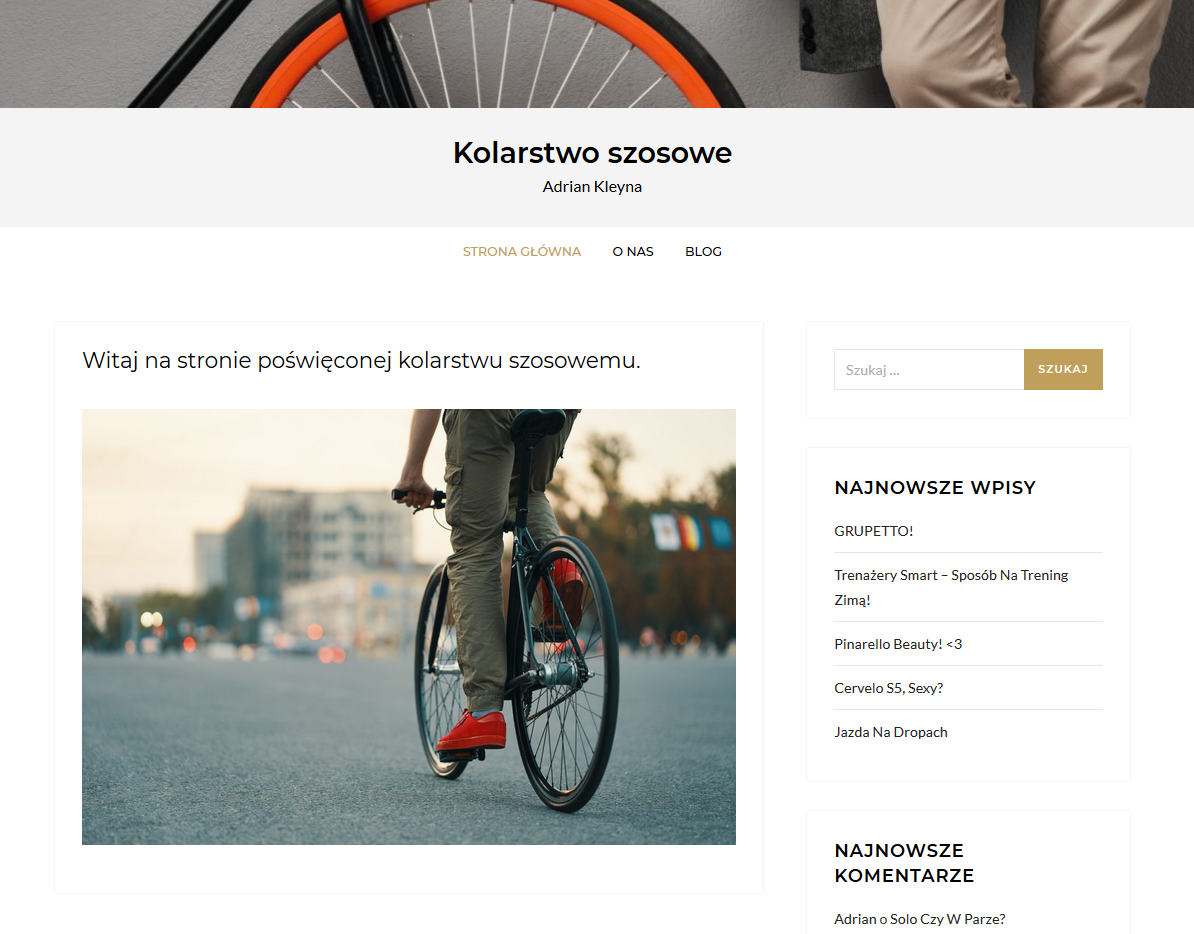 Kolarstwo szosowe
Adrian Kleyna
STRONA GŁÓWNA O NAS BLOG
Witaj na stronie poświęconej kolarstwu szosowemu.
Szukaj ...
SZUKAJ
NAJNOWSZE WPISY
GRUPETTO!
Trenażery Smart – Sposób Na Trening
Zimą!
Pinarello Beauty! <3
Cervelo S5, Sexy?
Jazda Na Dropach
NAJNOWSZE
KOMENTARZE
Adrian o Solo Czy W Parze?